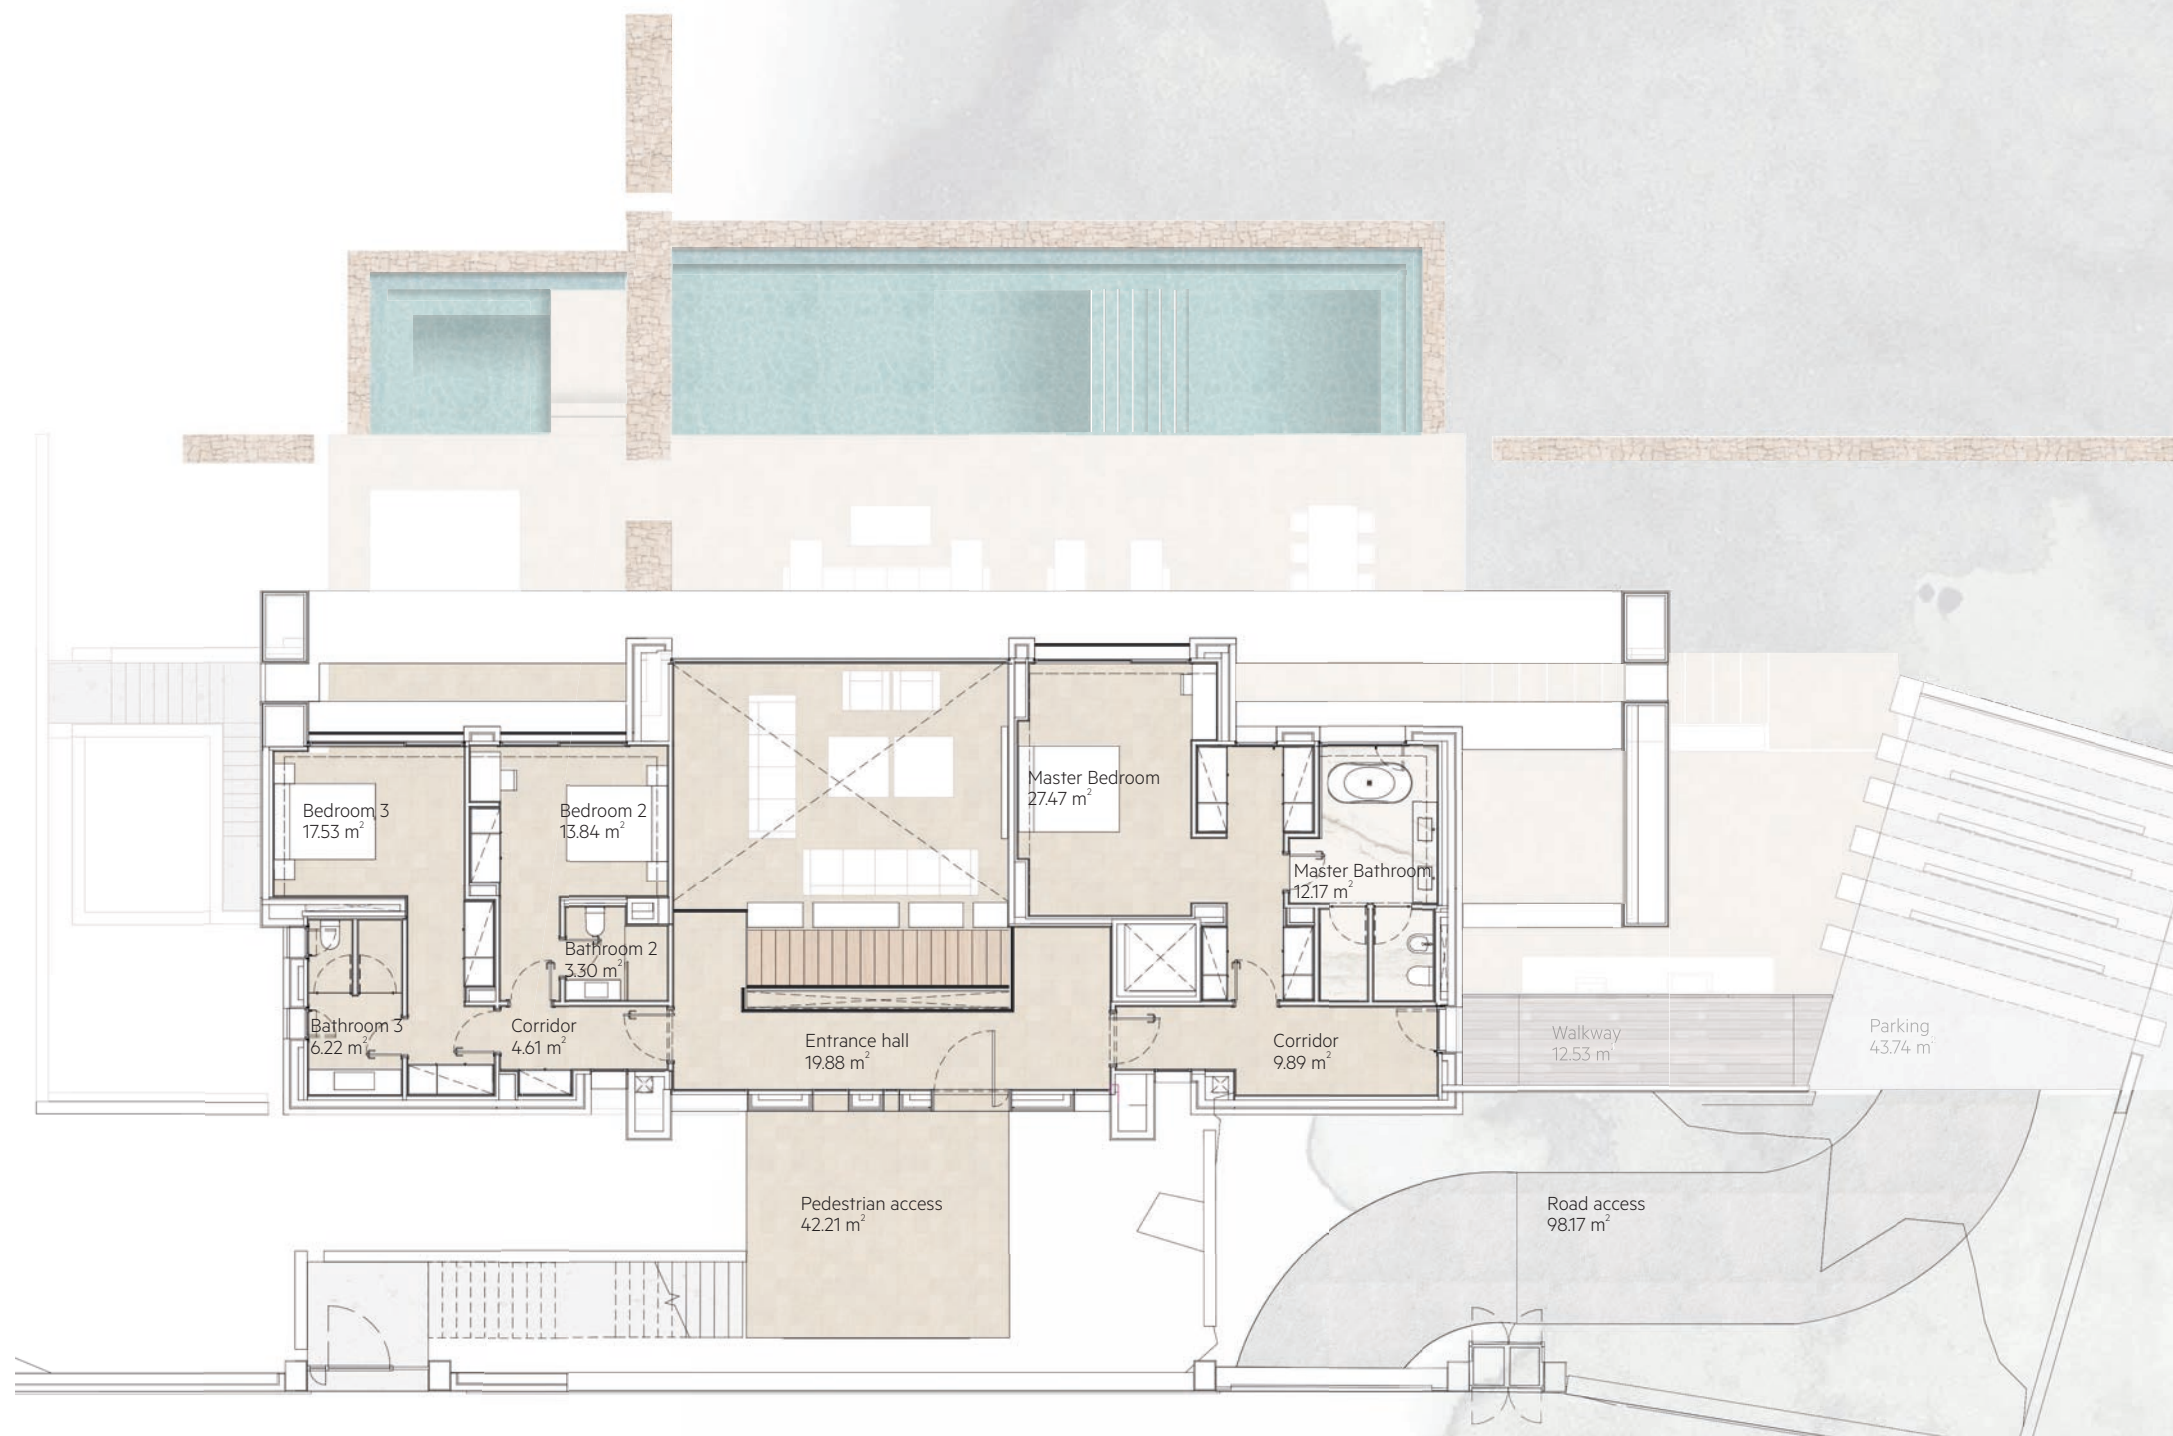 Master Bedroom
27.47 m²
Bedroom 3
17.53 m²
Bedroom 2
13.84 m²
Master Bathroom
12.17 m²
Bathroom 2
3.30 m²
Bathroom 3
6.22 m²
Corridor
4.61 m²
Entrance hall
19.88 m²
Corridor
9.89 m²
Walkway
12.53 m²
Parking
43.74 m²
Pedestrian access
42.21 m²
Road access
98.17 m²